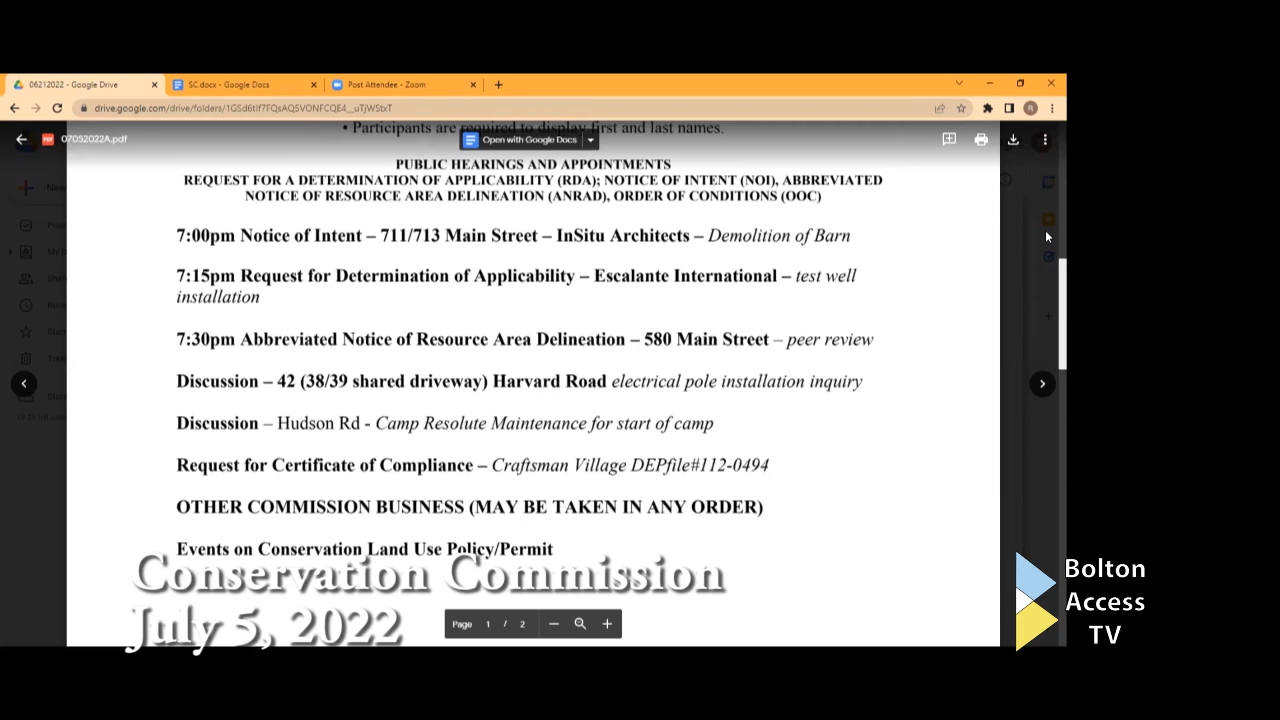 06212022 - Google Drive
SC.docx - Google Docs
Post Attendee - Zoom
drive.google.com/drive/folders/
R
07052022A.pdf
Open with Google Docs
• Participants are required to display first and last names.
PUBLIC HEARINGS AND APPOINTMENTS
REQUEST FOR A DETERMINATION OF APPLICABILITY (RDA); NOTICE OF INTENT (NOI), ABBREVIATED
NOTICE OF RESOURCE AREA DELINEATION (ANRAD), ORDER OF CONDITIONS (OOC)
7:00pm Notice of Intent – 711/713 Main Street – InSitu Architects – Demolition of Barn
7:15pm Request for Determination of Applicability – Escalante International – test well
installation
7:30pm Abbreviated Notice of Resource Area Delineation – 580 Main Street – peer review
Discussion – 42 (38/39 shared driveway) Harvard Road electrical pole installation inquiry
Discussion – Hudson Rd - Camp Resolute Maintenance for start of camp
Request for Certificate of Compliance – Craftsman Village DEPfile#112-0494
OTHER COMMISSION BUSINESS (MAY BE TAKEN IN ANY ORDER)
Events on Conservation Land Use Policy/Permit
Conservation Commission
July 5, 2022
Page 1 / 2
Bolton
Access
TV